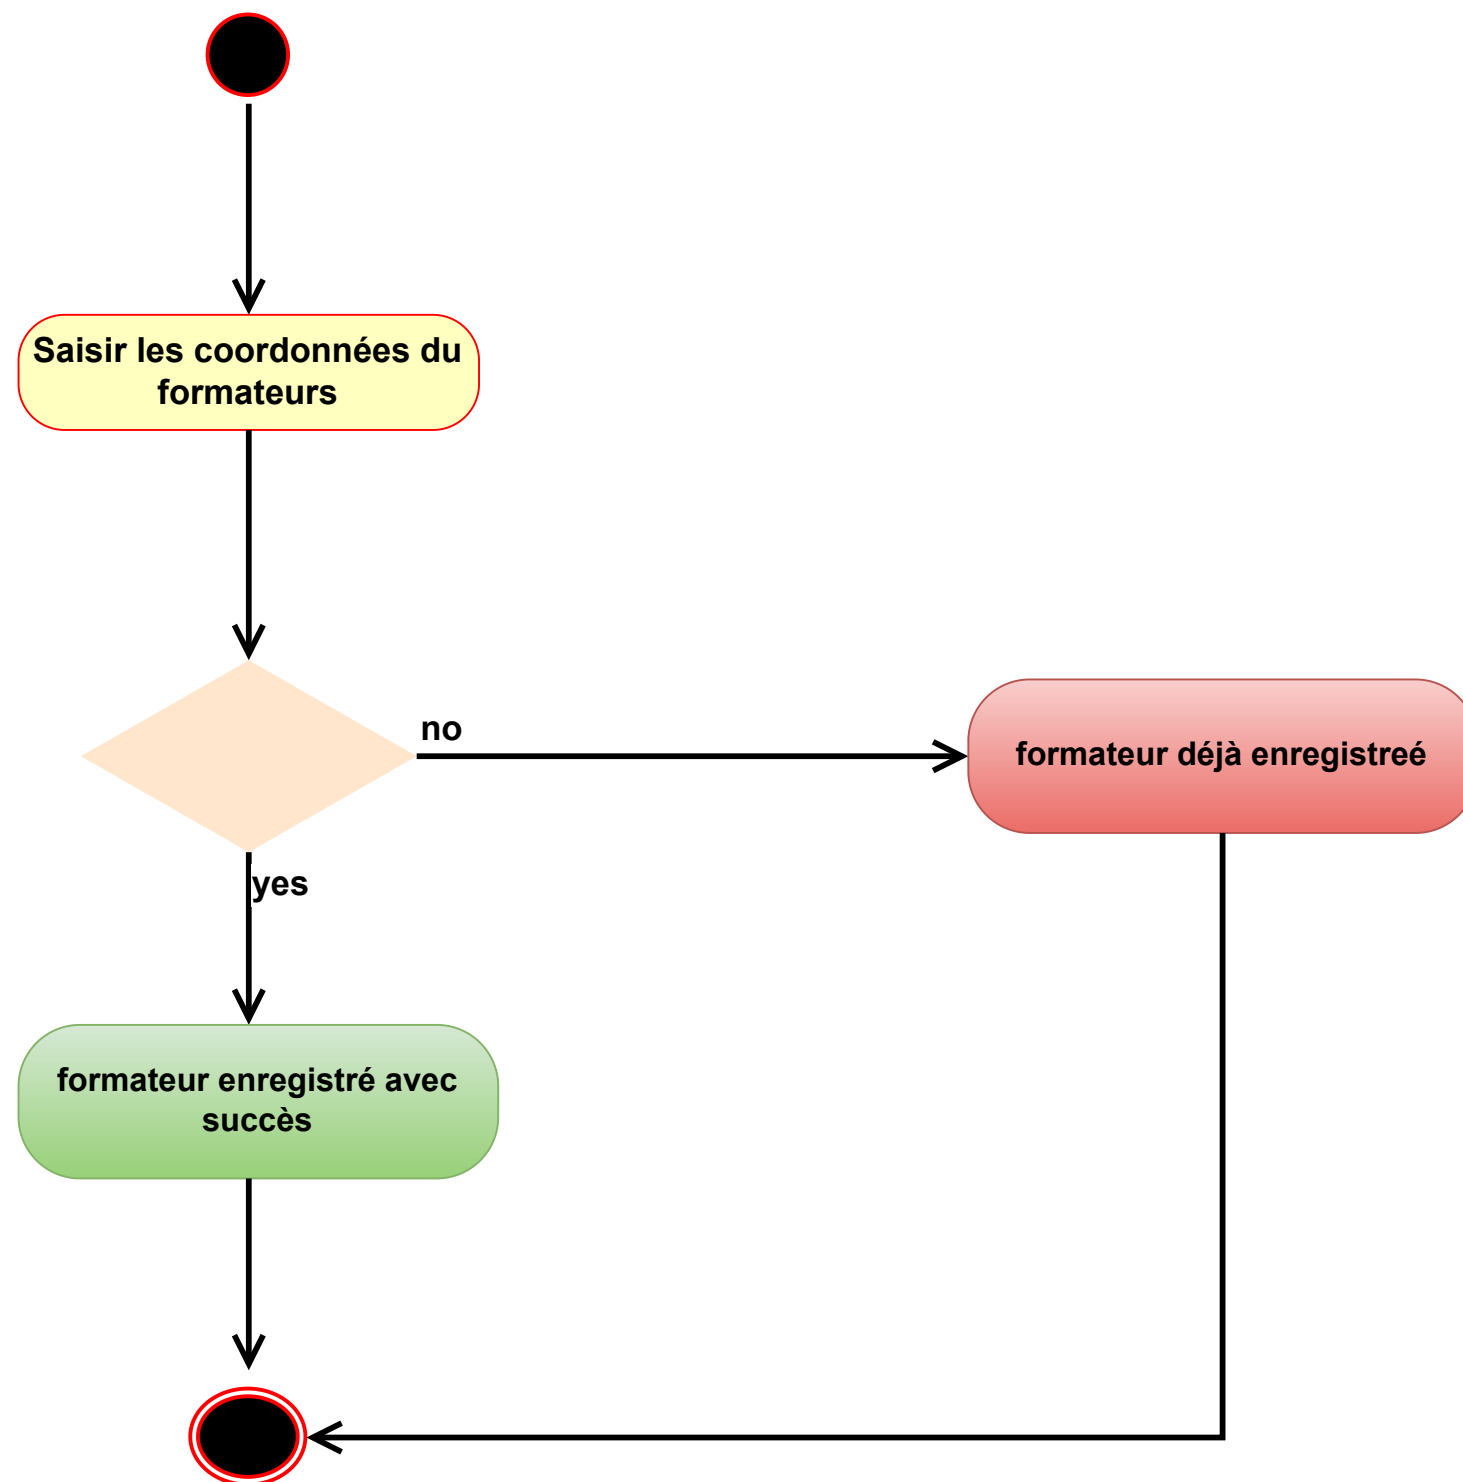 Saisir les coordonnées du
formateurs
no
formateur déjà enregistreé
yes
formateur enregistré avec
succès